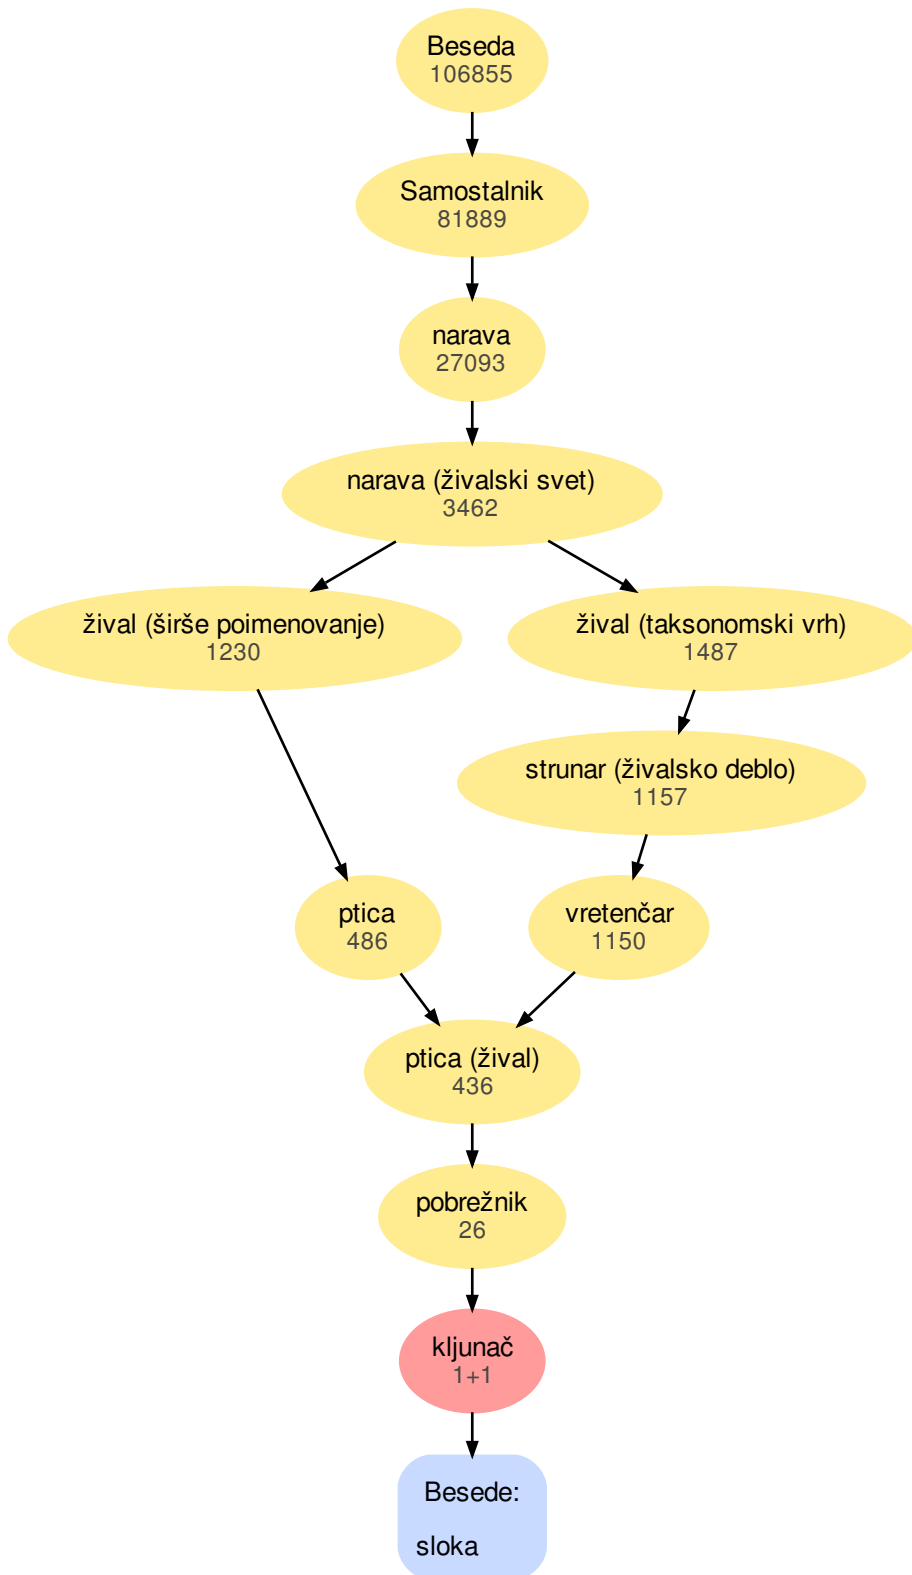 Beseda
106855
Samostalnik
81889
narava
27093
narava (živalski svet)
3462
žival (širše poimenovanje)
1230
žival (taksonomski vrh)
1487
strunar (živalsko deblo)
1157
ptica
486
vretenčar
1150
ptica (žival)
436
pobrežnik
26
kljunač
1+1
Besede:
sloka